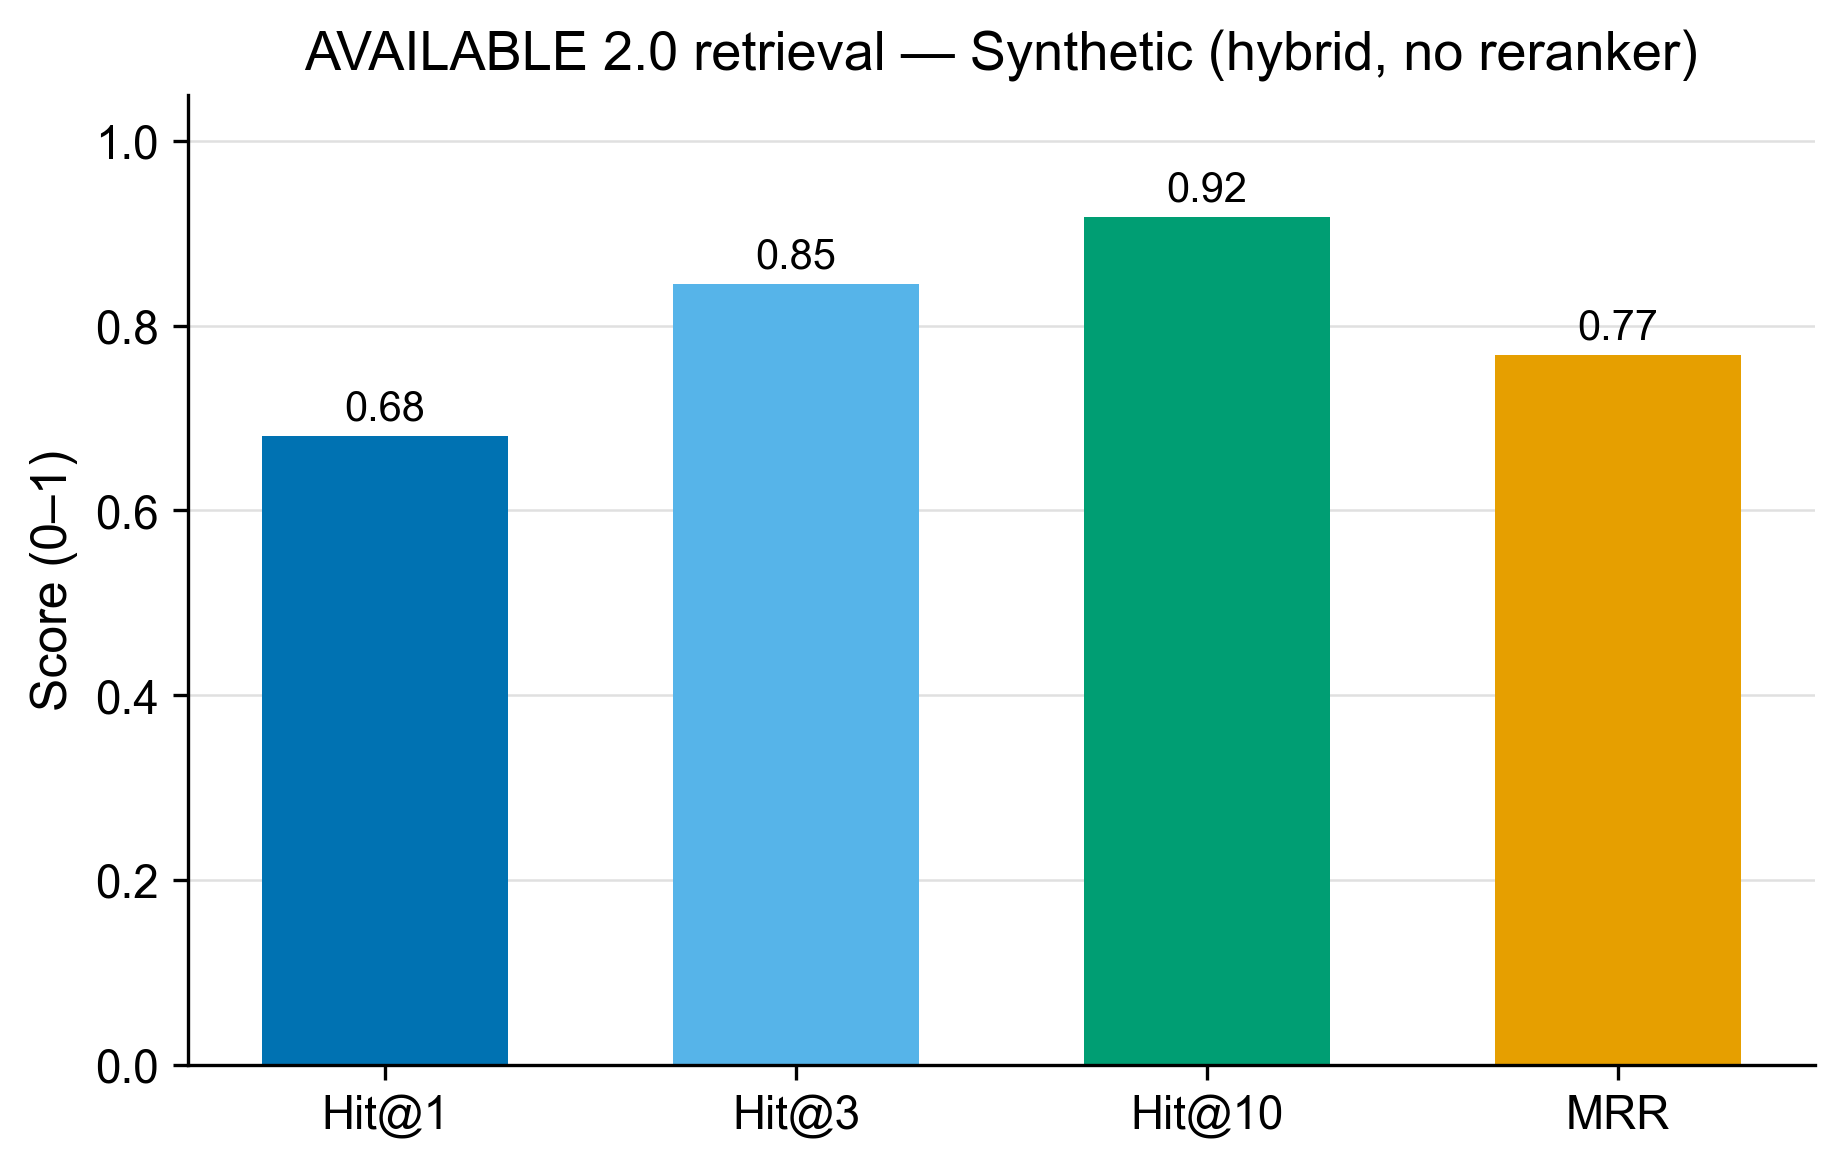 AVAILABLE 2.0 retrieval — Synthetic (hybrid, no reranker)
Score (0–1)
1.0
0.8
0.6
0.4
0.2
0.0
0.68
0.85
0.92
0.77
Hit@1
Hit@3
Hit@10
MRR